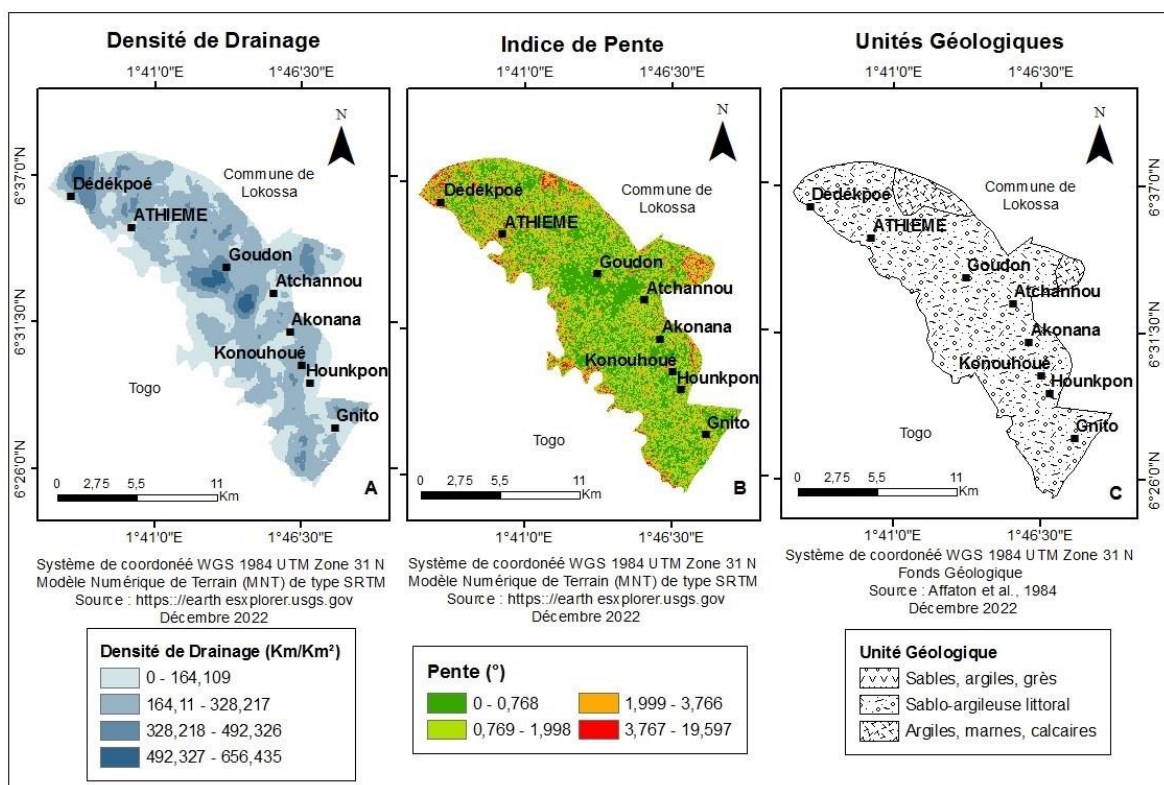 Densité de Drainage
1°41'0"E
1°46'30"E
N
6°37'0"N
6°31'30"N
6°26'0"N
Commune de
Lokossa
Dédékpoé
ATHIEME
Goudon
Atchannou
Akonana
Konouhoué
Hounkpon
Gnito
Togo
0 2,75 5,5 11
Km
A
1°41'0"E
1°46'30"E
Système de coordonéé WGS 1984 UTM Zone 31 N
Modèle Numérique de Terrain (MNT) de type SRTM
Source : https:://earth esxplorer.usgs.gov
Décembre 2022
Densité de Drainage (Km/Km²)
0 - 164,109
164,11 - 328,217
328,218 - 492,326
492,327 - 656,435
Indice de Pente
1°41'0"E
1°46'30"E
N
Commune de
Lokossa
Dédékpoé
ATHIEME
Goudon
Atchannou
Akonana
Konouhoué
Hounkpon
Gnito
Togo
0 2,75 5,5 11
Km
B
1°41'0"E
1°46'30"E
Système de coordonéé WGS 1984 UTM Zone 31 N
Modèle Numérique de Terrain (MNT) de type SRTM
Source : https:://earth esxplorer.usgs.gov
Décembre 2022
Pente (°)
0 - 0,768
0,769 - 1,998
1,999 - 3,766
3,767 - 19,597
Unités Géologiques
1°41'0"E
1°46'30"E
N
Commune de
Lokossa
Dédékpoé
ATHIEME
Goudon
Atchannou
Akonana
Konouhoué
Hounkpon
Gnito
Togo
0 2,75 5,5 11
Km
C
6°37'0"N
6°31'30"N
6°26'0"N
1°41'0"E
1°46'30"E
Système de coordonéé WGS 1984 UTM Zone 31 N
Fonds Géologique
Source : Affaton et al., 1984
Décembre 2022
Unité Géologique
Sables, argiles, grès
Sablo-argileuse littoral
Argiles, marnes, calcaires